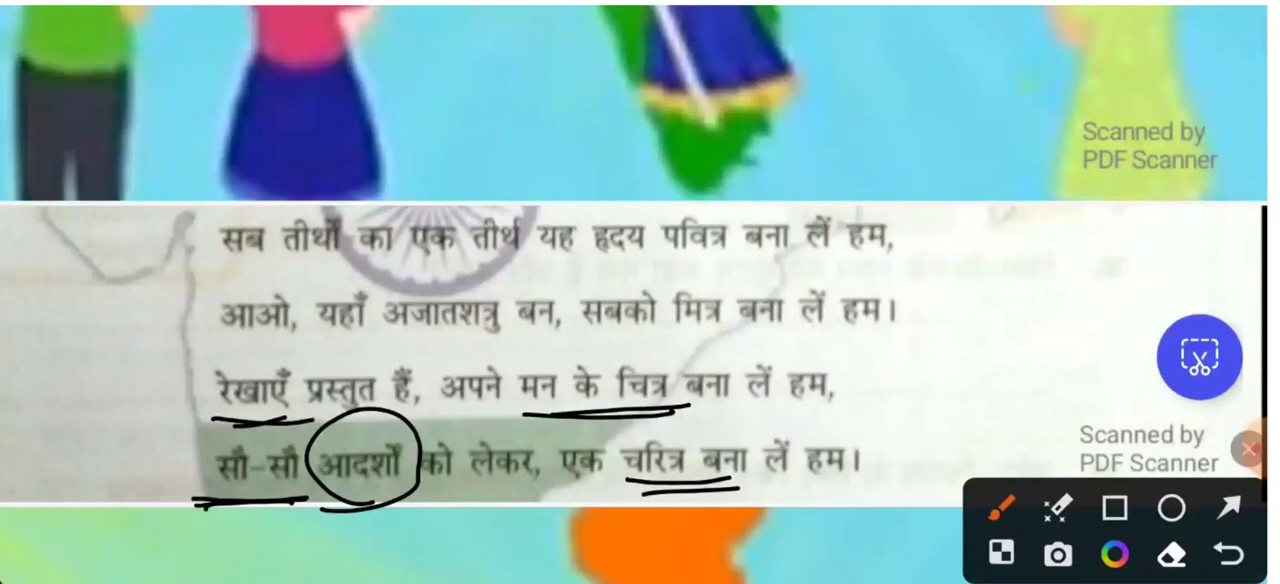 Scanned by
PDF Scanner
सब तीर्थों का एक तीर्थ यह हृदय पवित्र बना लें हम,
आओ, यहाँ अजातशत्रु बन, सबको मित्र बना लें हम।
रेखाएँ प्रस्तुत हैं, अपने मन के चित्र बना लें हम,
सौ-सौ आदर्शों को लेकर, एक चरित्र बना लें हम।
Scanned by
PDF Scanner